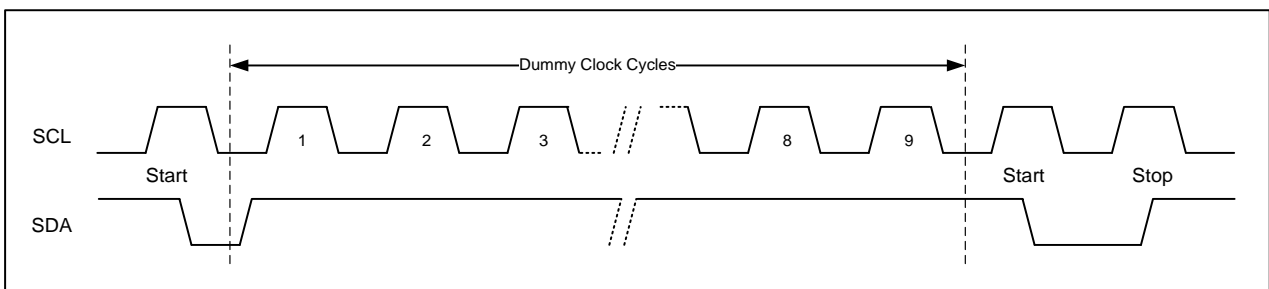 Dummy Clock Cycles
SCL
1 2 3 8 9
Start Start Stop
SDA